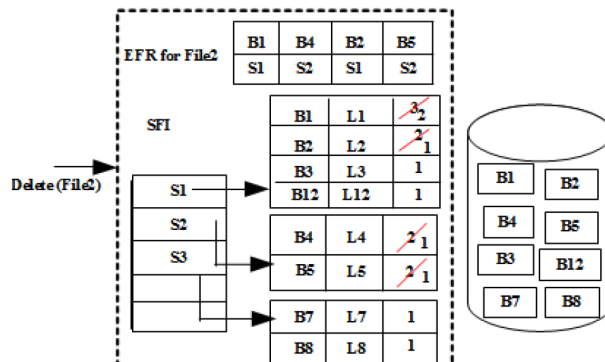 EFR for File2
B1 B4 B2 B5
S1 S2 S1 S2
SFI
B1 L1 3 2
B2 L2 2 1
B3 L3 1
B12 L12 1
Delete (File2)
S1
S2
S3
B4 L4 2 1
B5 L5 2 1
B7 L7 1
B8 L8 1
B1 B2
B4 B5
B3 B12
B7 B8